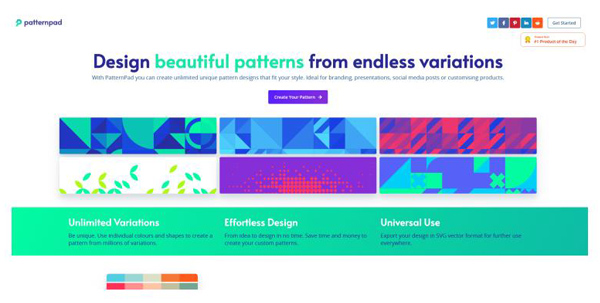 patternpad
Get Started
#1 Product of the Day
Design beautiful patterns from endless variations
With PatternPad you can create unlimited unique pattern designs that fit your style. Ideal for branding, presentations, social media posts or customising products.
Create Your Pattern →
Unlimited Variations
Effortless Design
Universal Use
Be unique. Use individual colours and shapes to create a
pattern from millions of variations.
From idea to design in no time. Save time and money to
create your custom patterns.
Export your design in SVG vector format for further use
everywhere.